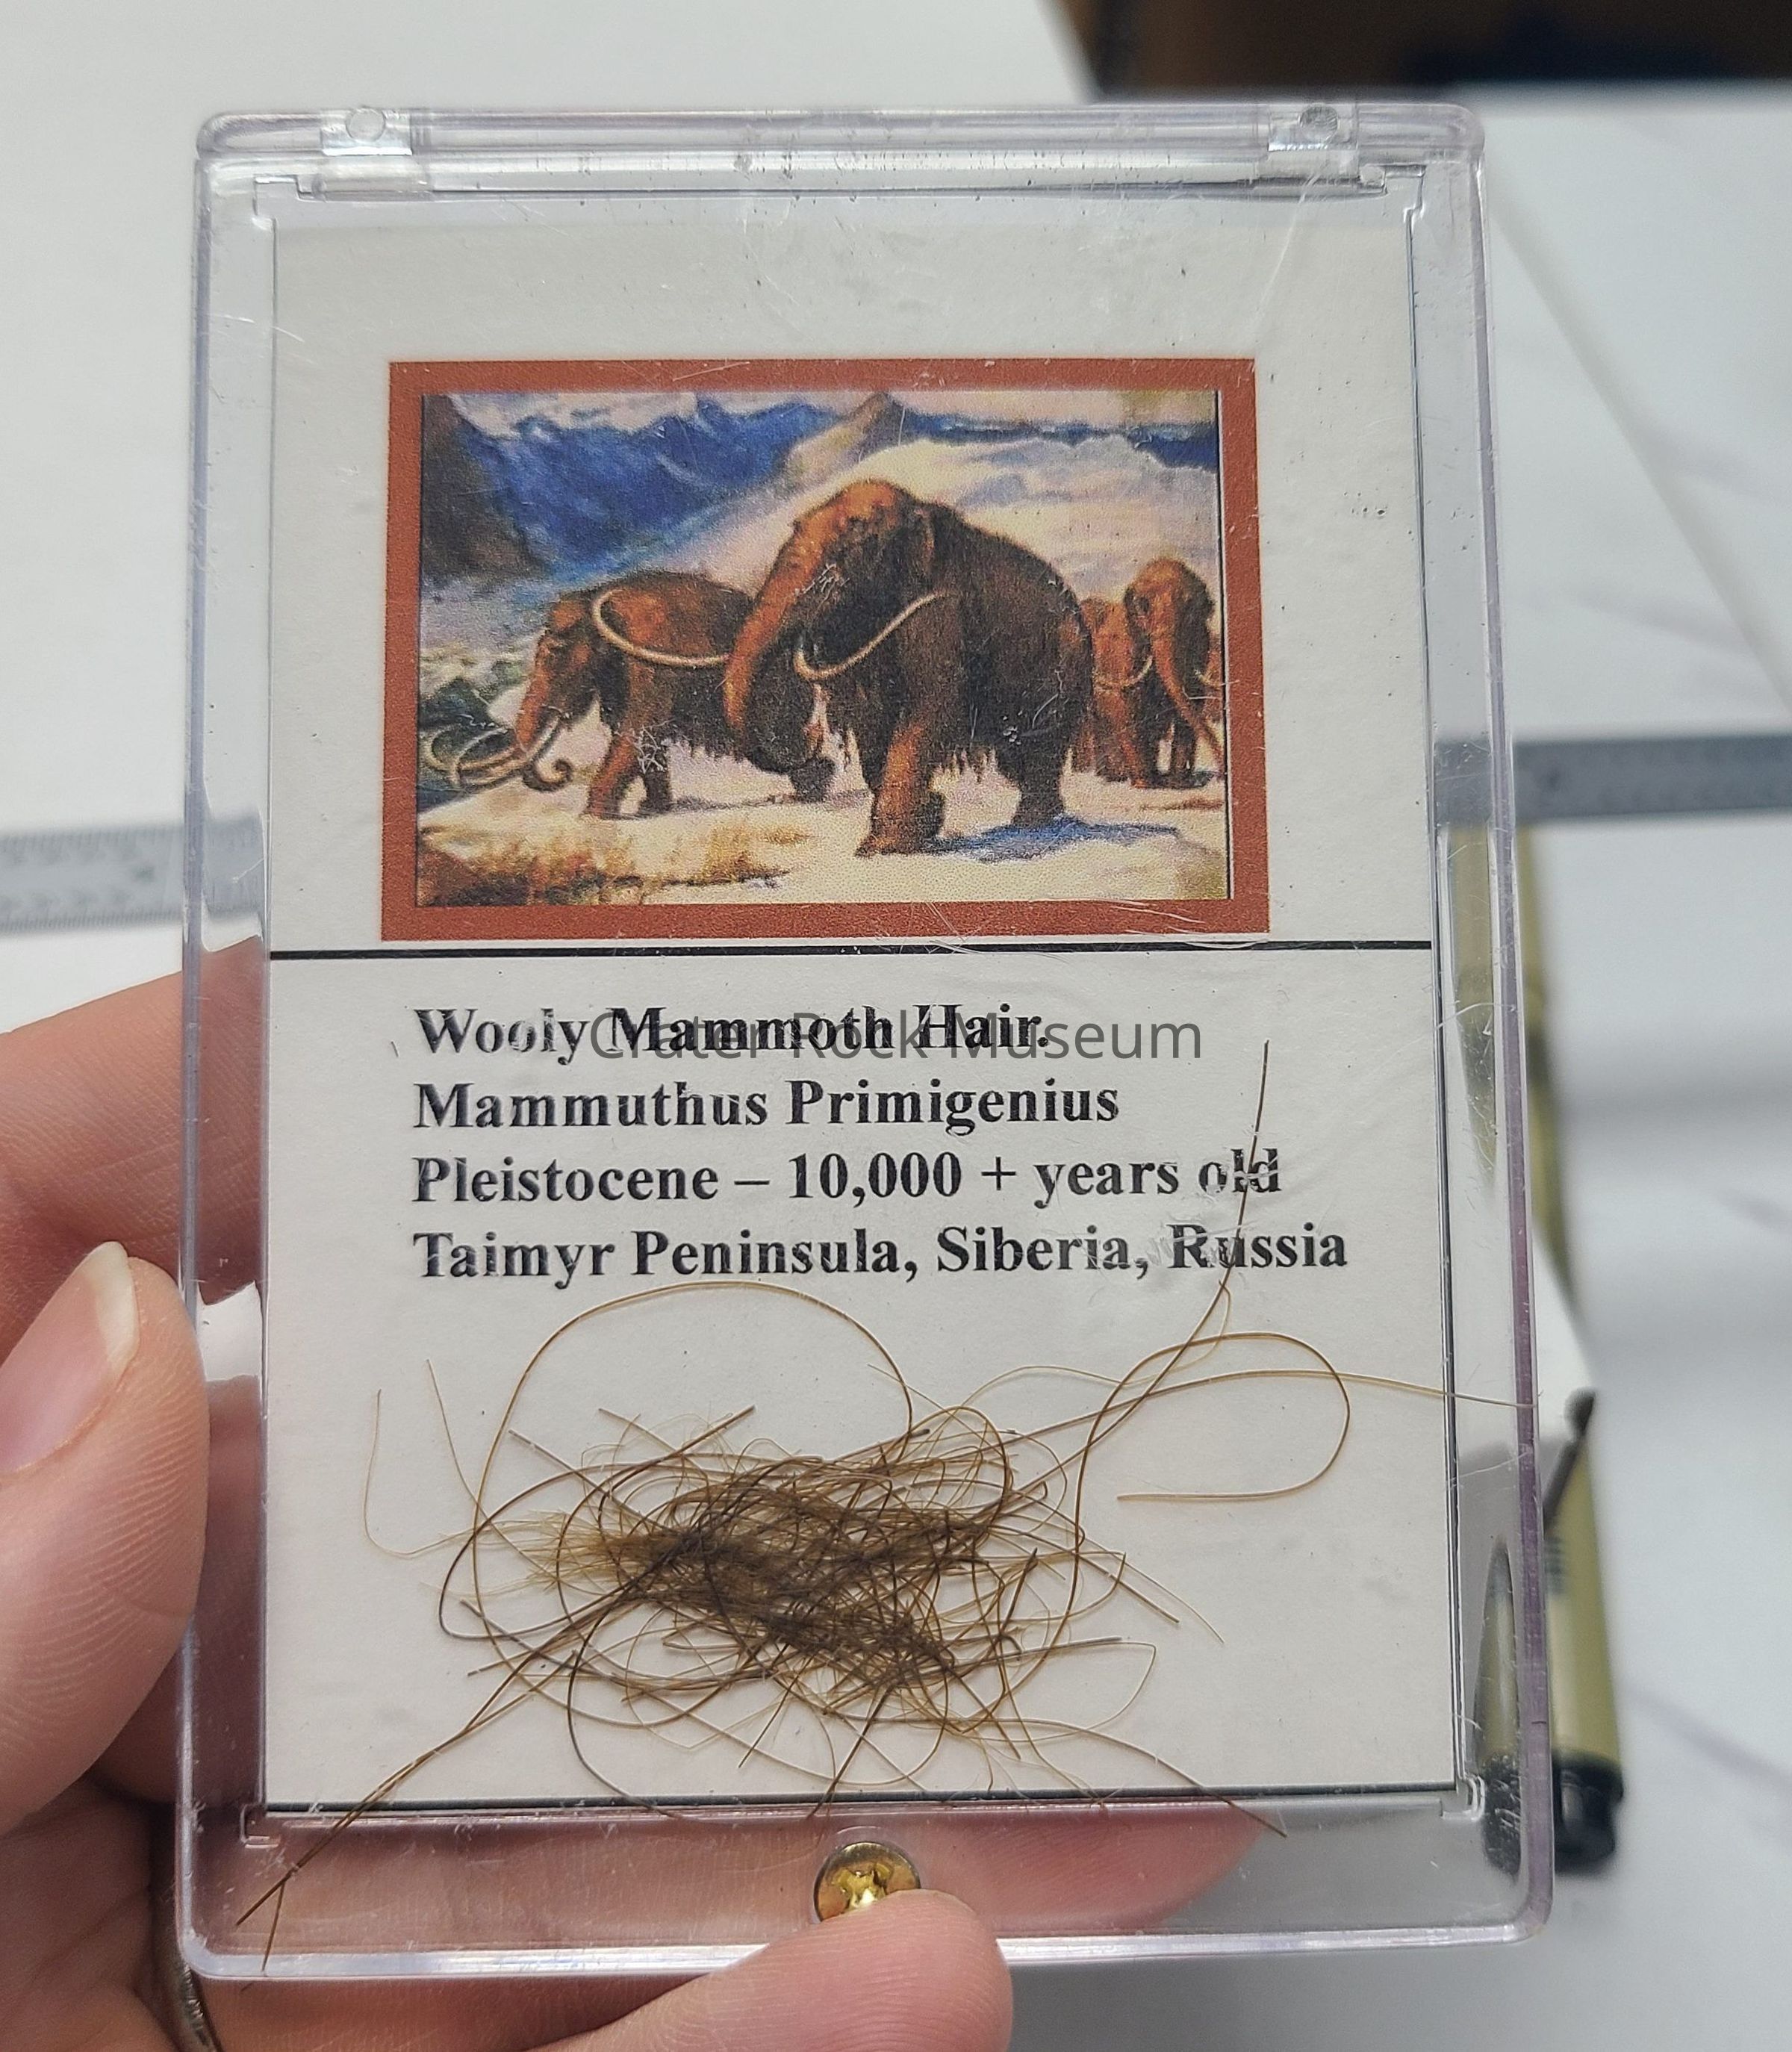 Wooly Mammoth Hair.
Crater Rock Museum
Mammuthus Primigenius
Pleistocene – 10,000 + years old
Taimyr Peninsula, Siberia, Russia